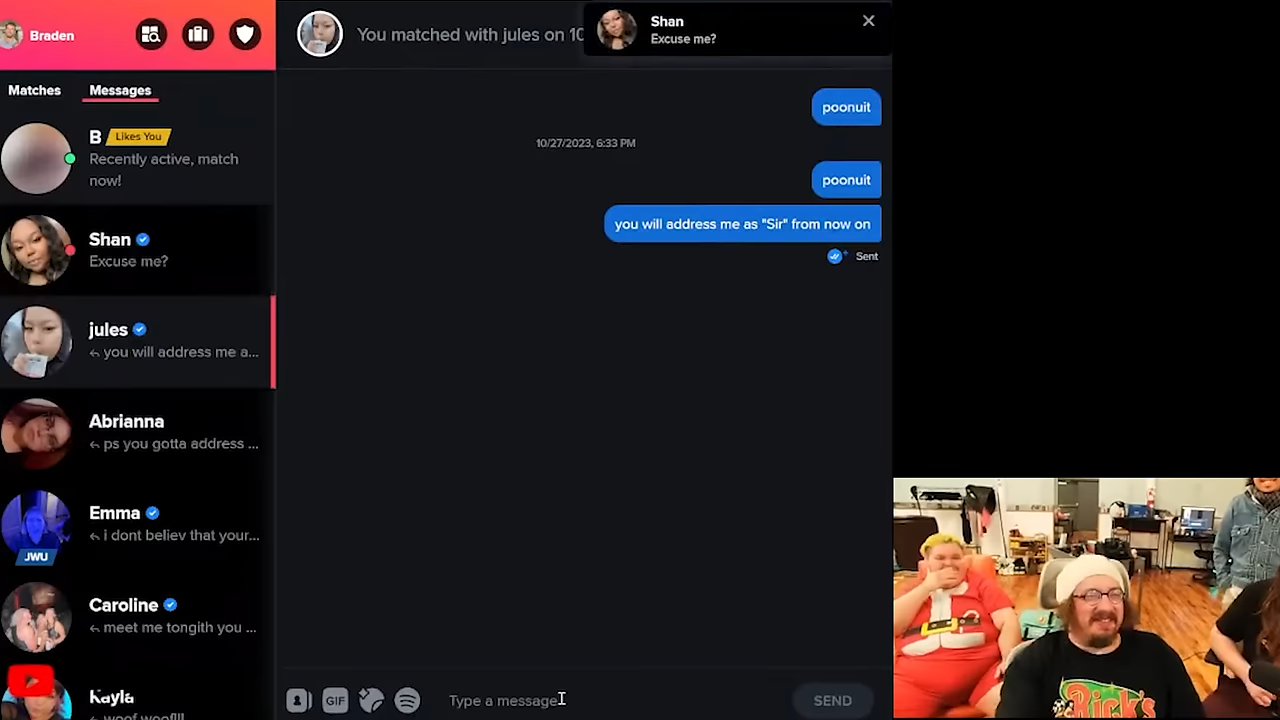 Braden
Matches Messages
B Likes You
Recently active, match
now!
Shan
Excuse me?
jules
you will address me a...
Abrianna
ps you gotta address ...
Emma
i dont believ that your...
JWU
Caroline
meet me tongith you ...
Kayla
woof woof!!!
You matched with jules on 10
Shan
Excuse me?
poonuit
10/27/2023, 6:33 PM
poonuit
you will address me as "Sir" from now on
Sent
GIF
Type a message
SEND
Rick's